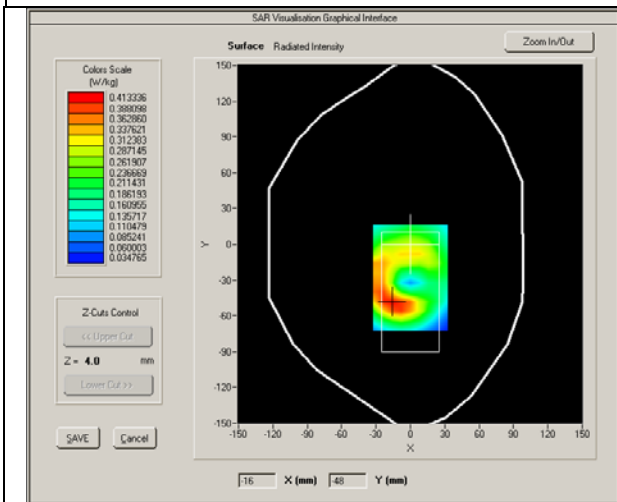 SAR Visualisation Graphical Interface
Surface Radiated Intensity
Zoom In/Out
Colors Scale
(W/kg)
0.413336
0.388098
0.362860
0.337621
0.312383
0.287145
0.261907
0.236669
0.211431
0.186193
0.160955
0.135717
0.110479
0.085241
0.060003
0.034765
Z-Cuts Control
<< Upper Cut
Z = 4.0 mm
Lower Cut >>
SAVE Cancel
150-
120-
90-
60-
30-
0-
-30-
-60-
-90-
-120-
-150-
Y
-150 -120 -90 -60 -30 0 30 60 90 120 150
X
-16 X (mm) -48 Y (mm)